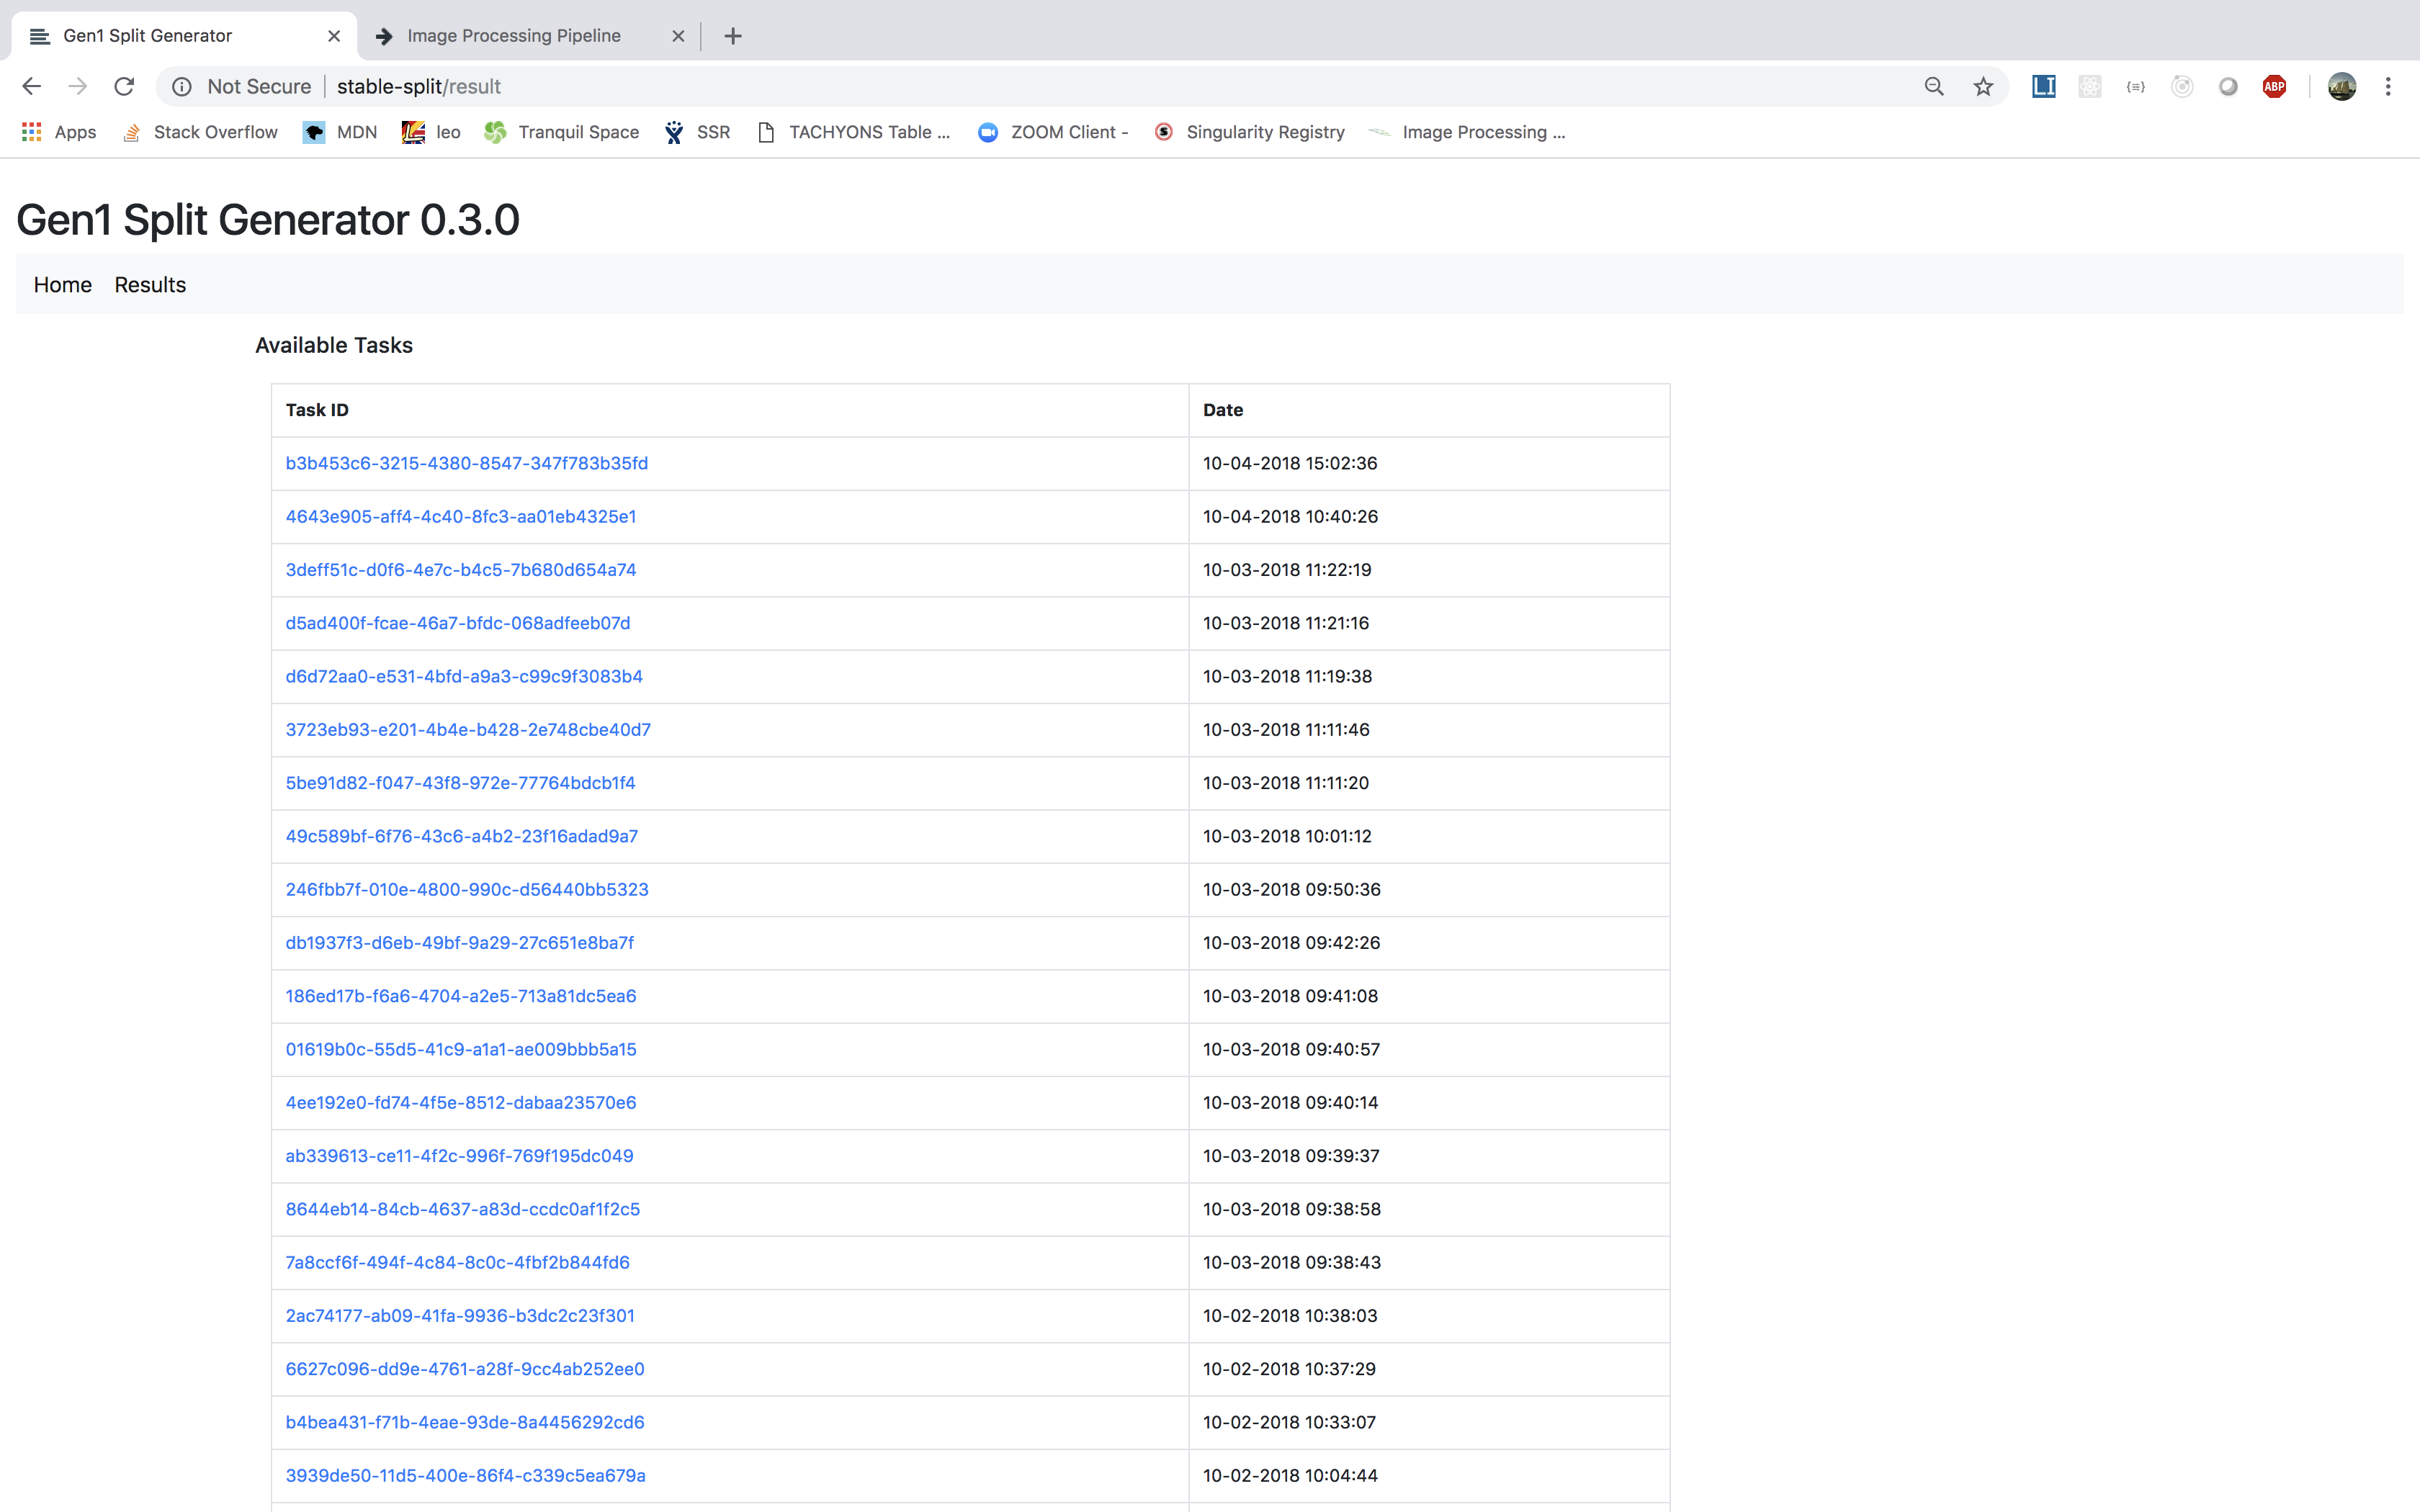 Gen1 Split Generator
Image Processing Pipeline
Not Secure stable-split/result
LI
ABP
Apps Stack Overflow MDN leo Tranquil Space SSR TACHYONS Table ... ZOOM Client - Singularity Registry Image Processing ...
Gen1 Split Generator 0.3.0
Home Results
Available Tasks
Task ID Date
b3b453c6-3215-4380-8547-347f783b35fd 10-04-2018 15:02:36
4643e905-aff4-4c40-8fc3-aa01eb4325e1 10-04-2018 10:40:26
3deff51c-d0f6-4e7c-b4c5-7b680d654a74 10-03-2018 11:22:19
d5ad400f-fcae-46a7-bfdc-068adfeeb07d 10-03-2018 11:21:16
d6d72aa0-e531-4bfd-a9a3-c99c9f3083b4 10-03-2018 11:19:38
3723eb93-e201-4b4e-b428-2e748cbe40d7 10-03-2018 11:11:46
5be91d82-f047-43f8-972e-77764bdcb1f4 10-03-2018 11:11:20
49c589bf-6f76-43c6-a4b2-23f16adad9a7 10-03-2018 10:01:12
246fbb7f-010e-4800-990c-d56440bb5323 10-03-2018 09:50:36
db1937f3-d6eb-49bf-9a29-27c651e8ba7f 10-03-2018 09:42:26
186ed17b-f6a6-4704-a2e5-713a81dc5ea6 10-03-2018 09:41:08
01619b0c-55d5-41c9-a1a1-ae009bbb5a15 10-03-2018 09:40:57
4ee192e0-fd74-4f5e-8512-dabaa23570e6 10-03-2018 09:40:14
ab339613-ce11-4f2c-996f-769f195dc049 10-03-2018 09:39:37
8644eb14-84cb-4637-a83d-ccdc0af1f2c5 10-03-2018 09:38:58
7a8ccf6f-494f-4c84-8c0c-4fbf2b844fd6 10-03-2018 09:38:43
2ac74177-ab09-41fa-9936-b3dc2c23f301 10-02-2018 10:38:03
6627c096-dd9e-4761-a28f-9cc4ab252ee0 10-02-2018 10:37:29
b4bea431-f71b-4eae-93de-8a4456292cd6 10-02-2018 10:33:07
3939de50-11d5-400e-86f4-c339c5ea679a 10-02-2018 10:04:44